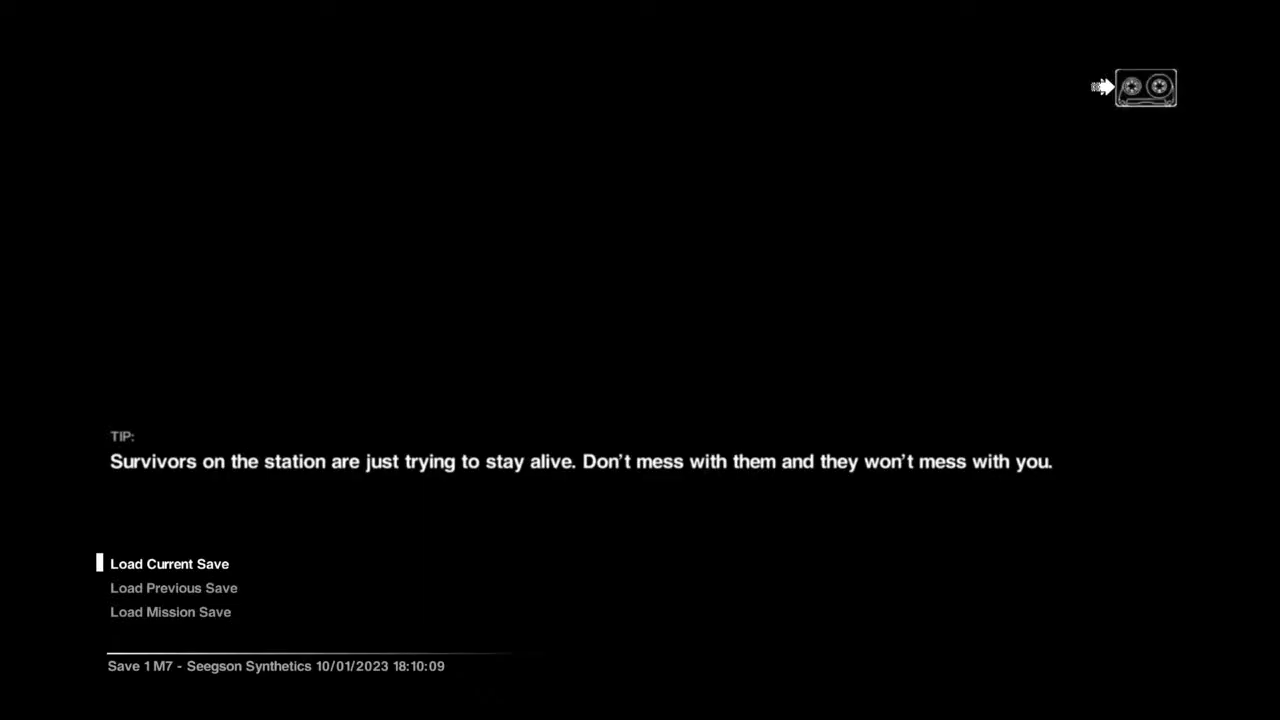 TIP:
Survivors on the station are just trying to stay alive. Don't mess with them and they won't mess with you.
Load Current Save
Load Previous Save
Load Mission Save
Save 1 M7 - Seegson Synthetics 10/01/2023 18:10:09